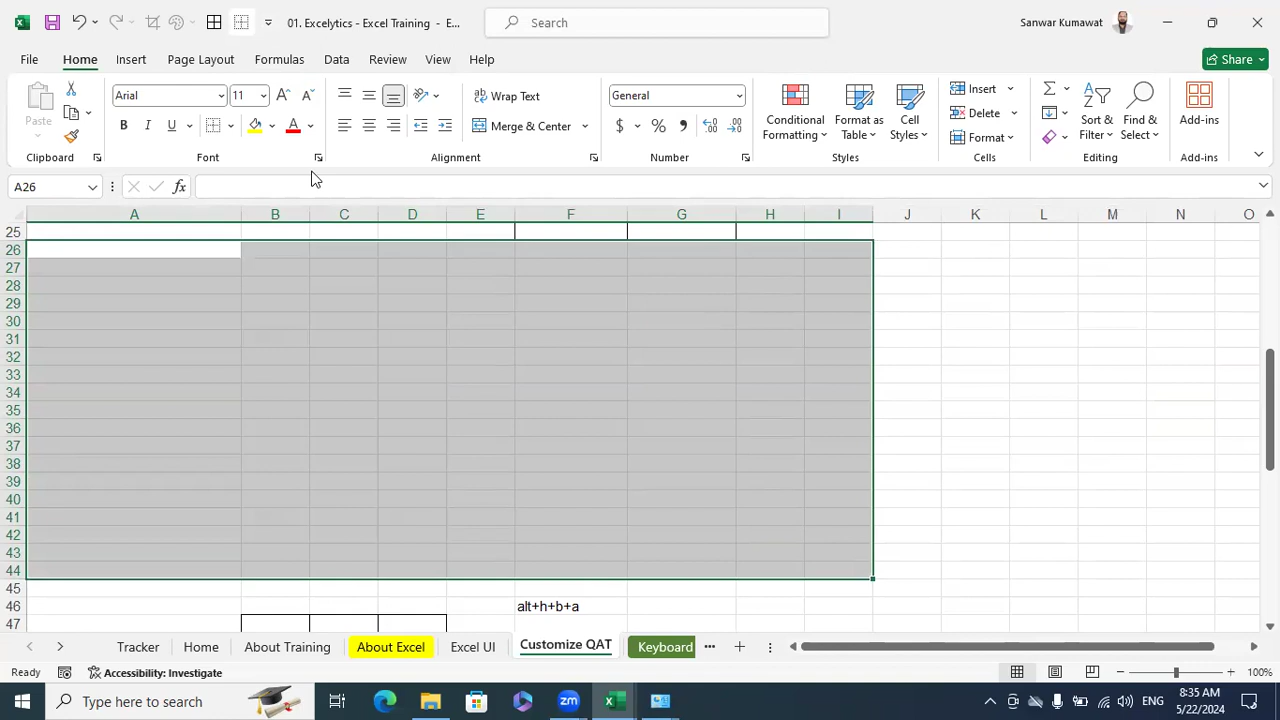 01. Excelytics - Excel Training - E...
Search
Sanwar Kumawat
File Home Insert Page Layout Formulas Data Review View Help
Share
Paste
Clipboard
Arial 11
B I U
A
Font
ab
Wrap Text
Merge & Center
Alignment
General
$ % ,
Number
Conditional Formatting
Format as Table
Cell Styles
Styles
Insert
Delete
Format
Cells
Sort & Filter
Find & Select
Editing
Add-ins
Add-ins
A26
fx
A B C D E F G H I J K L M N O
25
26
27
28
29
30
31
32
33
34
35
36
37
38
39
40
41
42
43
44
45
46 alt+h+b+a
47
Tracker Home About Training About Excel Excel UI Customize QAT Keyboard ...
Ready
Accessibility: Investigate
100%
Type here to search
ENG
8:35 AM
5/22/2024